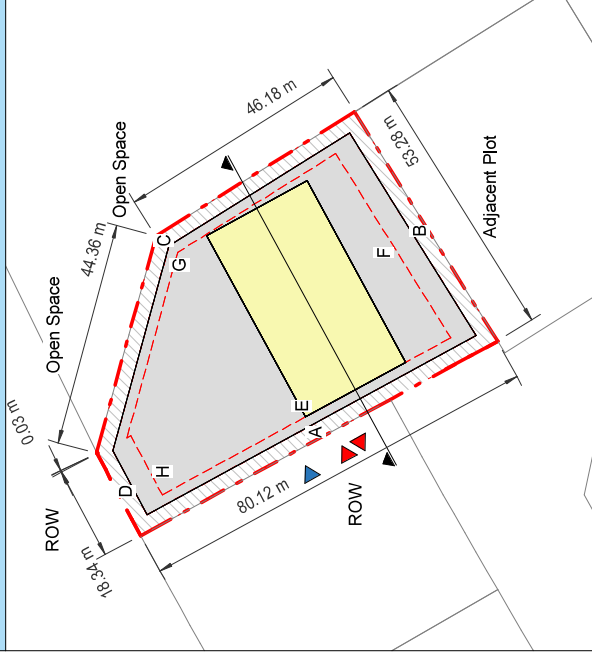 46.18 m
Open Space
53.28 m
Adjacent Plot
44.36 m
Open Space
C
G
B
F
0.03 m
ROW
D
H
E
A
18.34 m
80.12 m
ROW